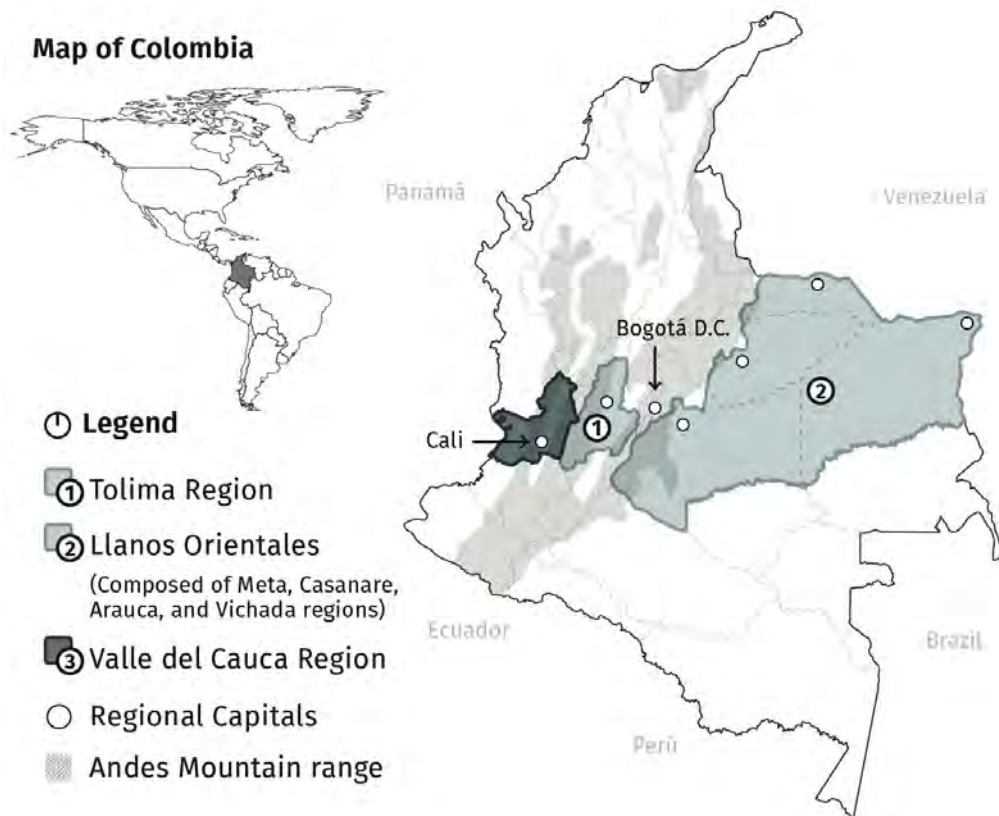 Map of Colombia
Panamá
Venezuela
Bogotá D.C.
2
1
Cali
Legend
1 Tolima Region
2 Llanos Orientales
(Composed of Meta, Casanare,
Arauca, and Vichada regions)
3 Valle del Cauca Region
Regional Capitals
Andes Mountain range
Ecuador
Brazil
Perú